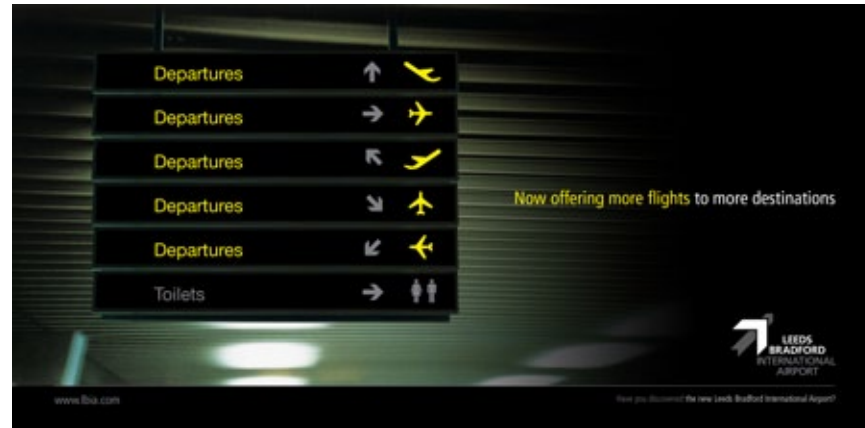 Departures
Departures
Departures
Departures
Departures
Toilets
Now offering more flights to more destinations
LEEDS
BRADFORD
INTERNATIONAL
AIRPORT
www.lbia.com
Have you discovered the new Leeds Bradford International Airport?